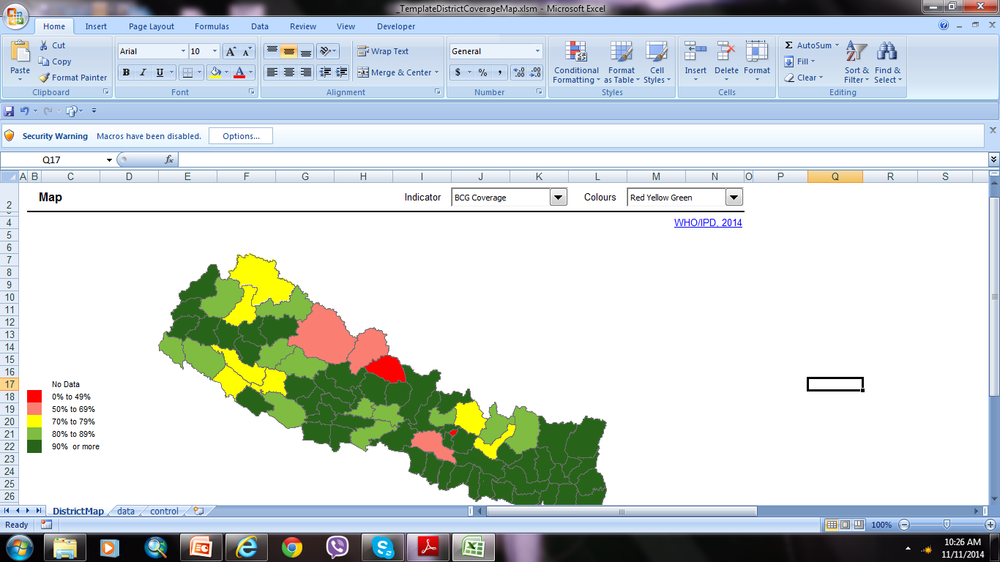 _TemplateDistrictCoverageMap.xlsm - Microsoft Excel
Home Insert Page Layout Formulas Data Review View Developer
Paste
Cut
Copy
Format Painter
Clipboard
Arial 10 A A
B I U A
Font
Wrap Text
Merge & Center
Alignment
General
$ % ,
Number
Conditional Formatting
Format as Table
Cell Styles
Styles
Insert Delete Format
Cells
Σ AutoSum
Fill
Clear
Sort & Filter
Find & Select
Editing
Security Warning Macros have been disabled. Options...
Q17 fx
A B C D E F G H I J K L M N O P Q R S
2
4
5
6
7
8
9
10
11
12
13
14
15
16
17
18
19
20
21
22
23
24
25
26
Map Indicator BCG Coverage Colours Red Yellow Green
WHO/IPD, 2014
No Data
0% to 49%
50% to 69%
70% to 79%
80% to 89%
90% or more
DistrictMap data control
Ready 100%
10:26 AM
11/11/2014